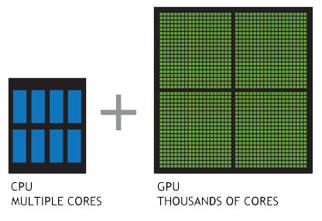 CPU
MULTIPLE CORES
GPU
THOUSANDS OF CORES